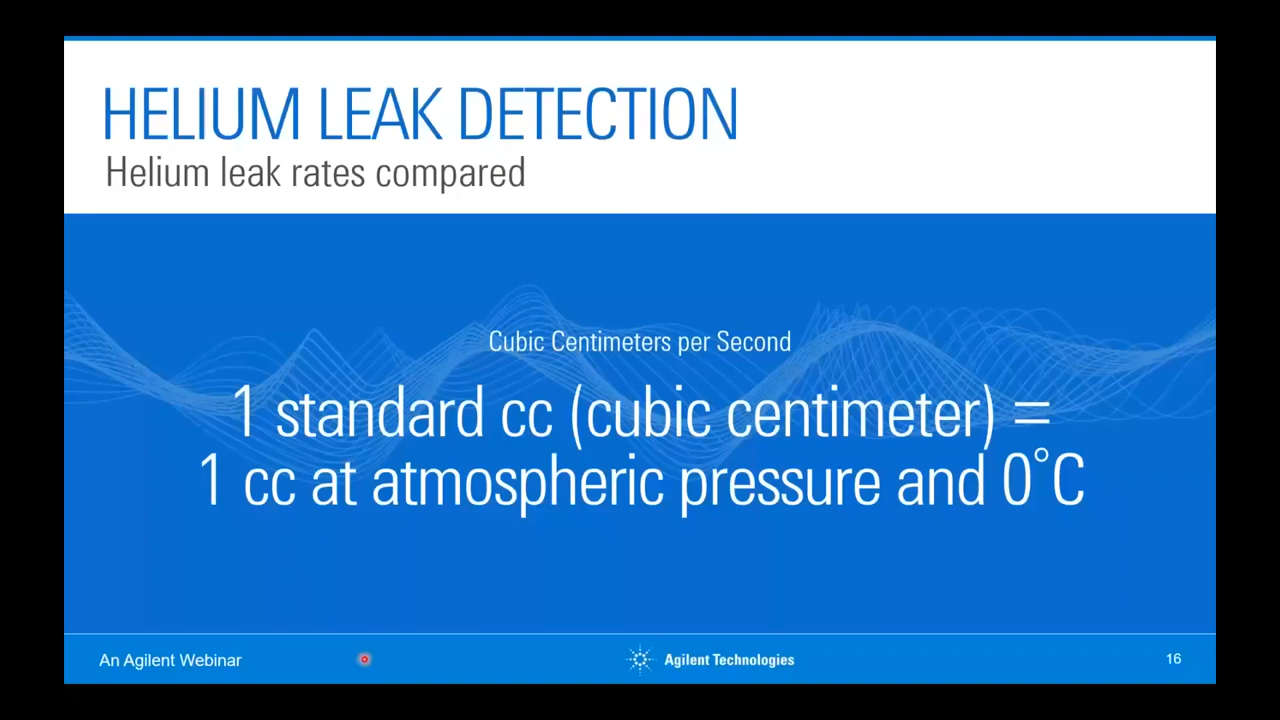 HELIUM LEAK DETECTION
Helium leak rates compared
Cubic Centimeters per Second
1 standard cc (cubic centimeter) =
1 cc at atmospheric pressure and 0°C
An Agilent Webinar
Agilent Technologies
16